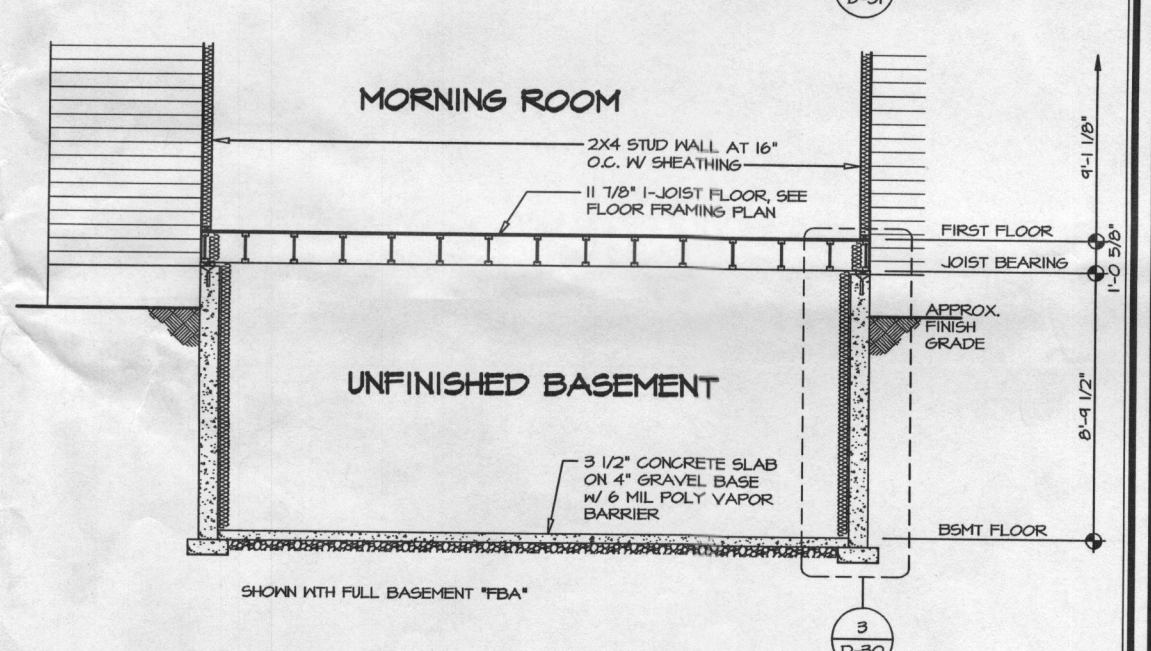 D-31
MORNING ROOM
2X4 STUD WALL AT 16"
O.C. W/ SHEATHING
11 7/8" I-JOIST FLOOR, SEE
FLOOR FRAMING PLAN
9'-1 1/8"
FIRST FLOOR
1'-0 5/8"
JOIST BEARING
APPROX.
FINISH
GRADE
UNFINISHED BASEMENT
8'-9 1/2"
3 1/2" CONCRETE SLAB
ON 4" GRAVEL BASE
W/ 6 MIL POLY VAPOR
BARRIER
BSMT FLOOR
SHOWN WTH FULL BASEMENT "FBA"
3
D-30